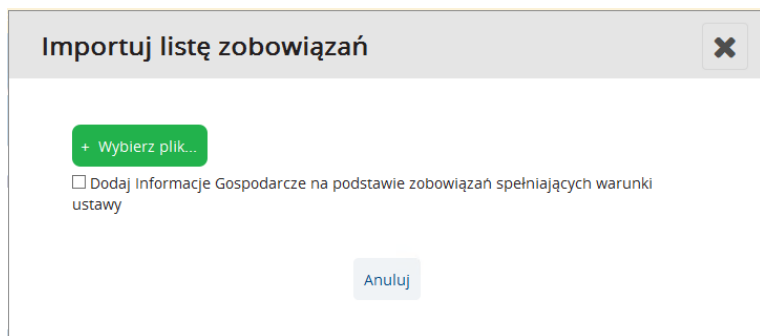 Importuj listę zobowiązań
+ Wybierz plik...
Dodaj Informacje Gospodarcze na podstawie zobowiązań spełniających warunki
ustawy
Anuluj